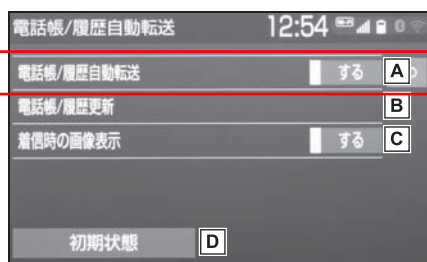 電話帳/履歴自動転送 12:54
電話帳/履歴自動転送 する A
電話帳/履歴更新 B
着信時の画像表示 する C
初期状態 D